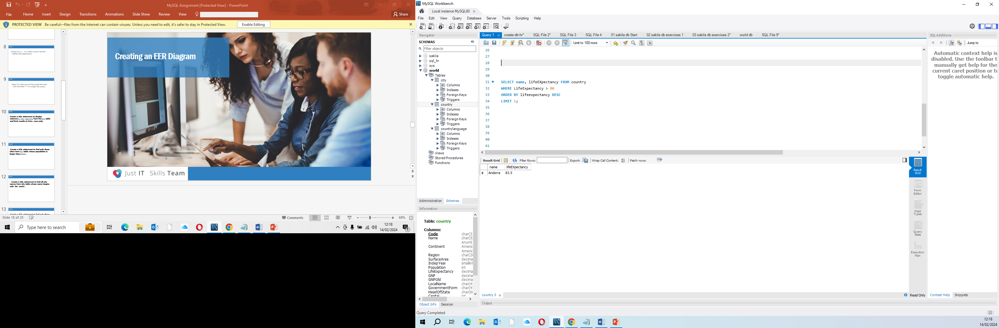 MySQL Assignment [Protected View] - PowerPoint
File Home Insert Design Transitions Animations Slide Show Review View
Share
PROTECTED VIEW Be careful—files from the Internet can contain viruses. Unless you need to edit, it's safer to stay in Protected View. Enable Editing
8
what country has the
highest life expectancy?
9
Select 25 cities around the world that start
with the letter 'F' in a single SQL query.
10
Create a SQL statement to display
columns from the table
and limit results to first rows only.
11
•Create a SQL statement to find only those
cities from table whose population is
larger than
12
• Create a SQL statement to find all city
names from city table whose name begins
with "Be" prefix.
13
•Create a SQL statement to find only those
Creating an EER Diagram
Just IT Skills Team
Slide 18 of 25
Comments
68%
Type here to search
12:18
14/02/2024
1
MySQL Workbench
Local instance MySQL80
File Edit View Query Database Server Tools Scripting Help
Navigator
SCHEMAS
Filter objects
sakila
sql_hr
sys
world
Tables
city
Columns
Indexes
Foreign Keys
Triggers
country
Columns
Indexes
Foreign Keys
Triggers
countrylanguage
Columns
Indexes
Foreign Keys
Triggers
Views
Stored Procedures
Functions
Administration Schemas
Information
Table: country
Columns:
Code char(3
Name char(5
enum(
Continent Americ
Americ
Region char(2
SurfaceArea decima
IndepYear smallint
Population int
LifeExpectancy decima
GNP decima
GNPOld decima
LocalName char(4
GovernmentForm char(4
HeadOfState char(6
Capital int
Object Info Session
Query Completed
Query 1 create-db-hr* SQL File 2* SQL File 3 SQL File 4 01 sakila db Start 02 sakila db exercises 1 03 sakila db exercises 2* world db SQL File 9*
Limit to 100 rows
26
27
28
29
30
31 SELECT name, lifeEXpectancy FROM country
32 WHERE LifeExpectancy > 80
33 ORDER BY lifeexpectancy DESC
34 LIMIT 1;
35
36
37
38
39
40
41
Result Grid Filter Rows: Export: Wrap Cell Content: Fetch rows:
name lifeEXpectancy
Andorra 83.5
Result
Grid
Form
Editor
Field
Types
Query
Stats
Execution
Plan
country 5
Read Only
Output
SQLAdditions
Jump to
Automatic context help is
disabled. Use the toolbar t
manually get help for the
current caret position or to
toggle automatic help.
Context Help Snippets
12:18
14/02/2024